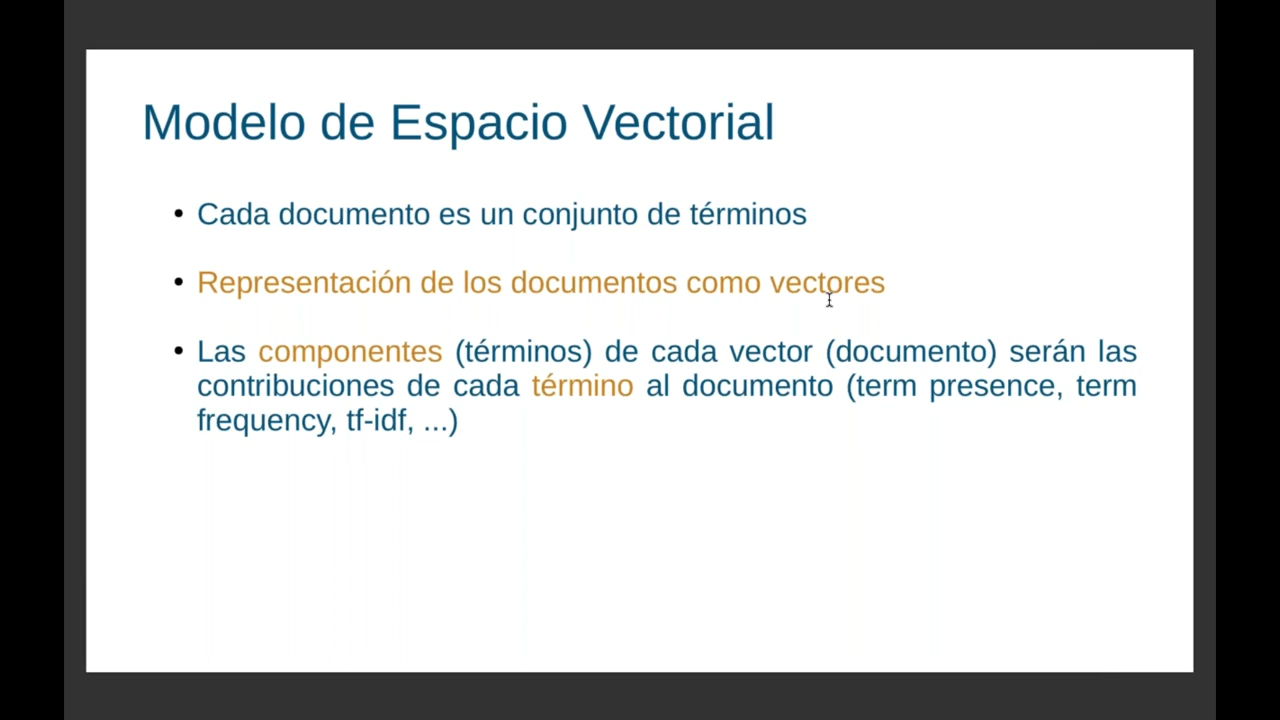 Modelo de Espacio Vectorial
• Cada documento es un conjunto de términos
• Representación de los documentos como vectores
• Las componentes (términos) de cada vector (documento) serán las
contribuciones de cada término al documento (term presence, term
frequency, tf-idf, ...)